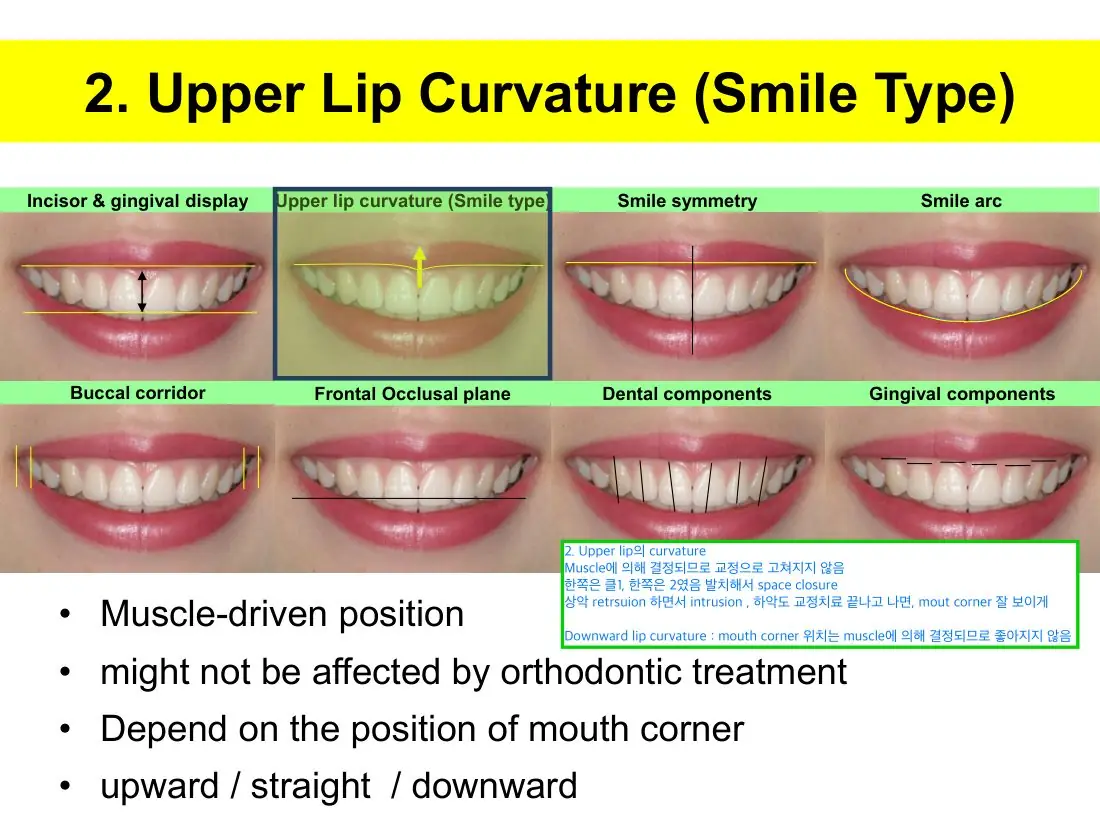 2. Upper Lip Curvature (Smile Type)
Incisor & gingival display
Upper lip curvature (Smile type)
Smile symmetry
Smile arc
Buccal corridor
Frontal Occlusal plane
Dental components
Gingival components
2. Upper lip의 curvature
Muscle에 의해 결정되므로 교정으로 고쳐지지 않음
한쪽은 클1, 한쪽은 2였음 발치해서 space closure
상악 retrsuion 하면서 intrusion , 하악도 교정치료 끝나고 나면, mout corner 잘 보이게
Downward lip curvature : mouth corner 위치는 muscle에 의해 결정되므로 좋아지지 않음
• Muscle-driven position
• might not be affected by orthodontic treatment
• Depend on the position of mouth corner
• upward / straight / downward